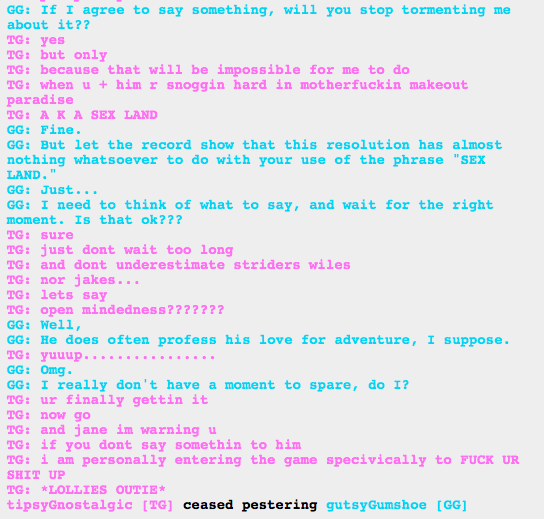 GG: If I agree to say something, will you stop tormenting me
about it??
TG: yes
TG: but only
TG: because that will be impossible for me to do
TG: when u + him r snoggin hard in motherfuckin makeout
paradise
TG: A K A SEX LAND
GG: Fine.
GG: But let the record show that this resolution has almost
nothing whatsoever to do with your use of the phrase "SEX
LAND."
GG: Just...
GG: I need to think of what to say, and wait for the right
moment. Is that ok???
TG: sure
TG: just dont wait too long
TG: and dont underestimate striders wiles
TG: nor jakes...
TG: lets say
TG: open mindedness???????
GG: Well,
GG: He does often profess his love for adventure, I suppose.
TG: yuuup................
GG: Omg.
GG: I really don't have a moment to spare, do I?
TG: ur finally gettin it
TG: now go
TG: and jane im warning u
TG: if you dont say somethin to him
TG: i am personally entering the game specivically to FUCK UR
SHIT UP
TG: *LOLLIES OUTIE*
tipsyGnostalgic [TG] ceased pestering gutsyGumshoe [GG]